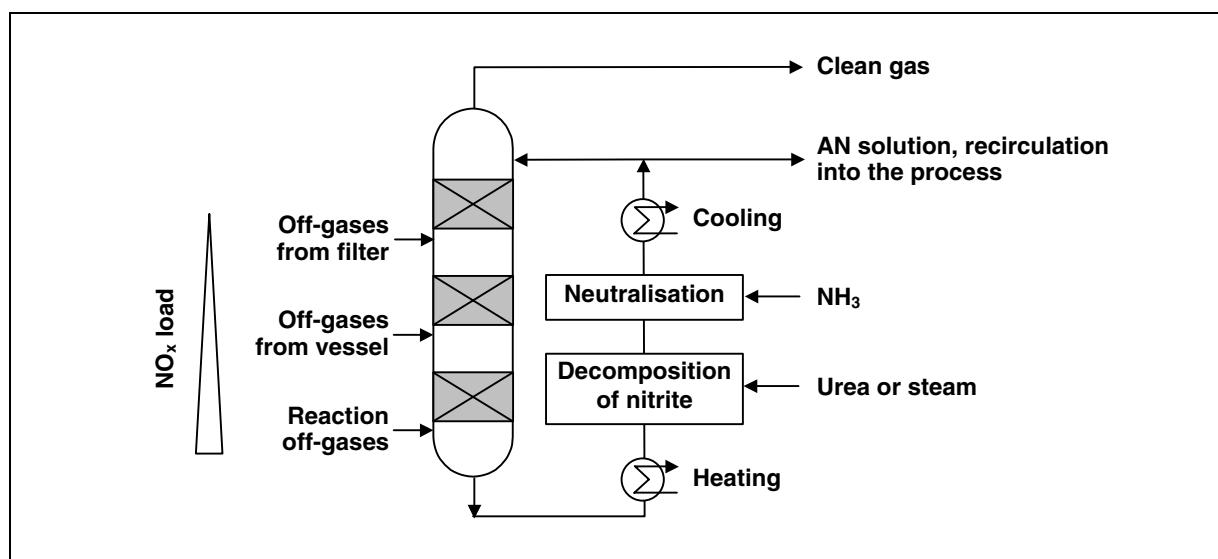 Clean gas
AN solution, recirculation
into the process
Cooling
Off-gases
from filter
Neutralisation
NH₃
NOₓ load
Off-gases
from vessel
Decomposition
of nitrite
Urea or steam
Reaction
off-gases
Heating